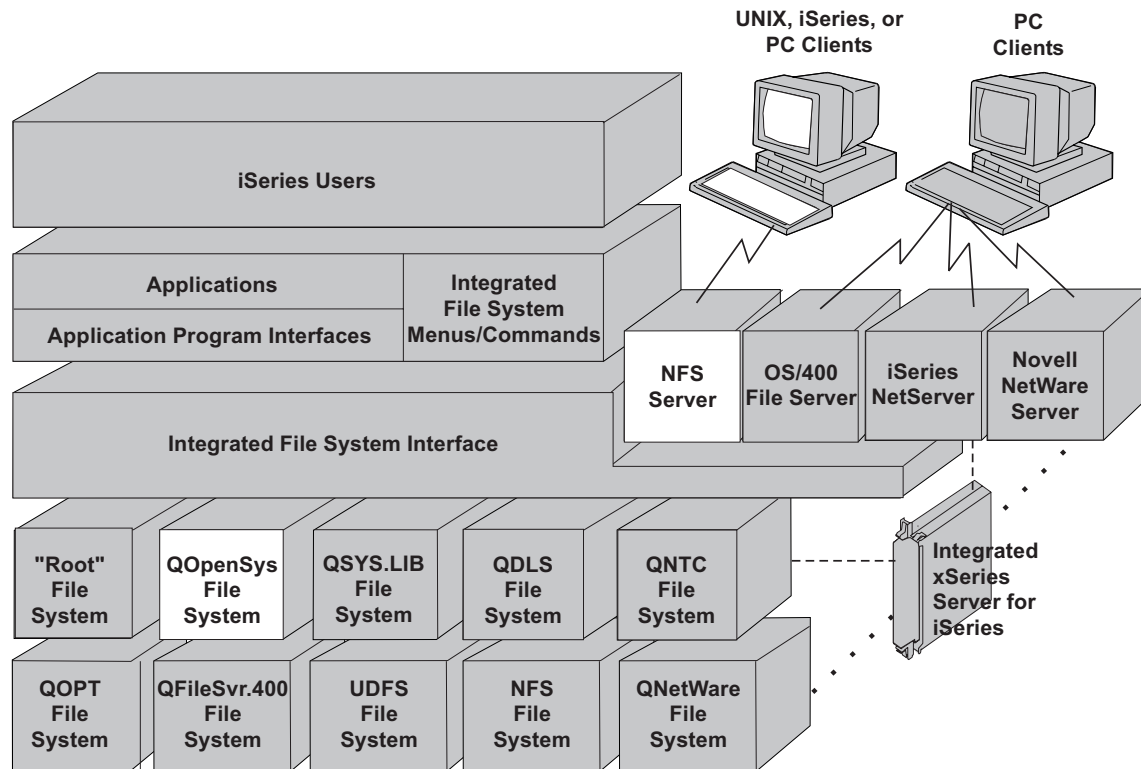 UNIX, iSeries, or
PC Clients
PC
Clients
iSeries Users
Applications
Application Program Interfaces
Integrated
File System
Menus/Commands
NFS
Server
OS/400
File Server
iSeries
NetServer
Novell
NetWare
Server
Integrated File System Interface
"Root"
File
System
QOpenSys
File
System
QSYS.LIB
File
System
QDLS
File
System
QNTC
File
System
Integrated
xSeries
Server for
iSeries
QOPT
File
System
QFileSvr.400
File
System
UDFS
File
System
NFS
File
System
QNetWare
File
System